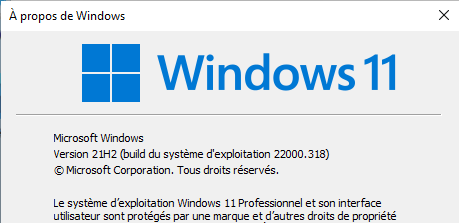 À propos de Windows
Windows 11
Microsoft Windows
Version 21H2 (build du système d'exploitation 22000.318)
© Microsoft Corporation. Tous droits réservés.
Le système d’exploitation Windows 11 Professionnel et son interface
utilisateur sont protégés par une marque et d’autres droits de propriété